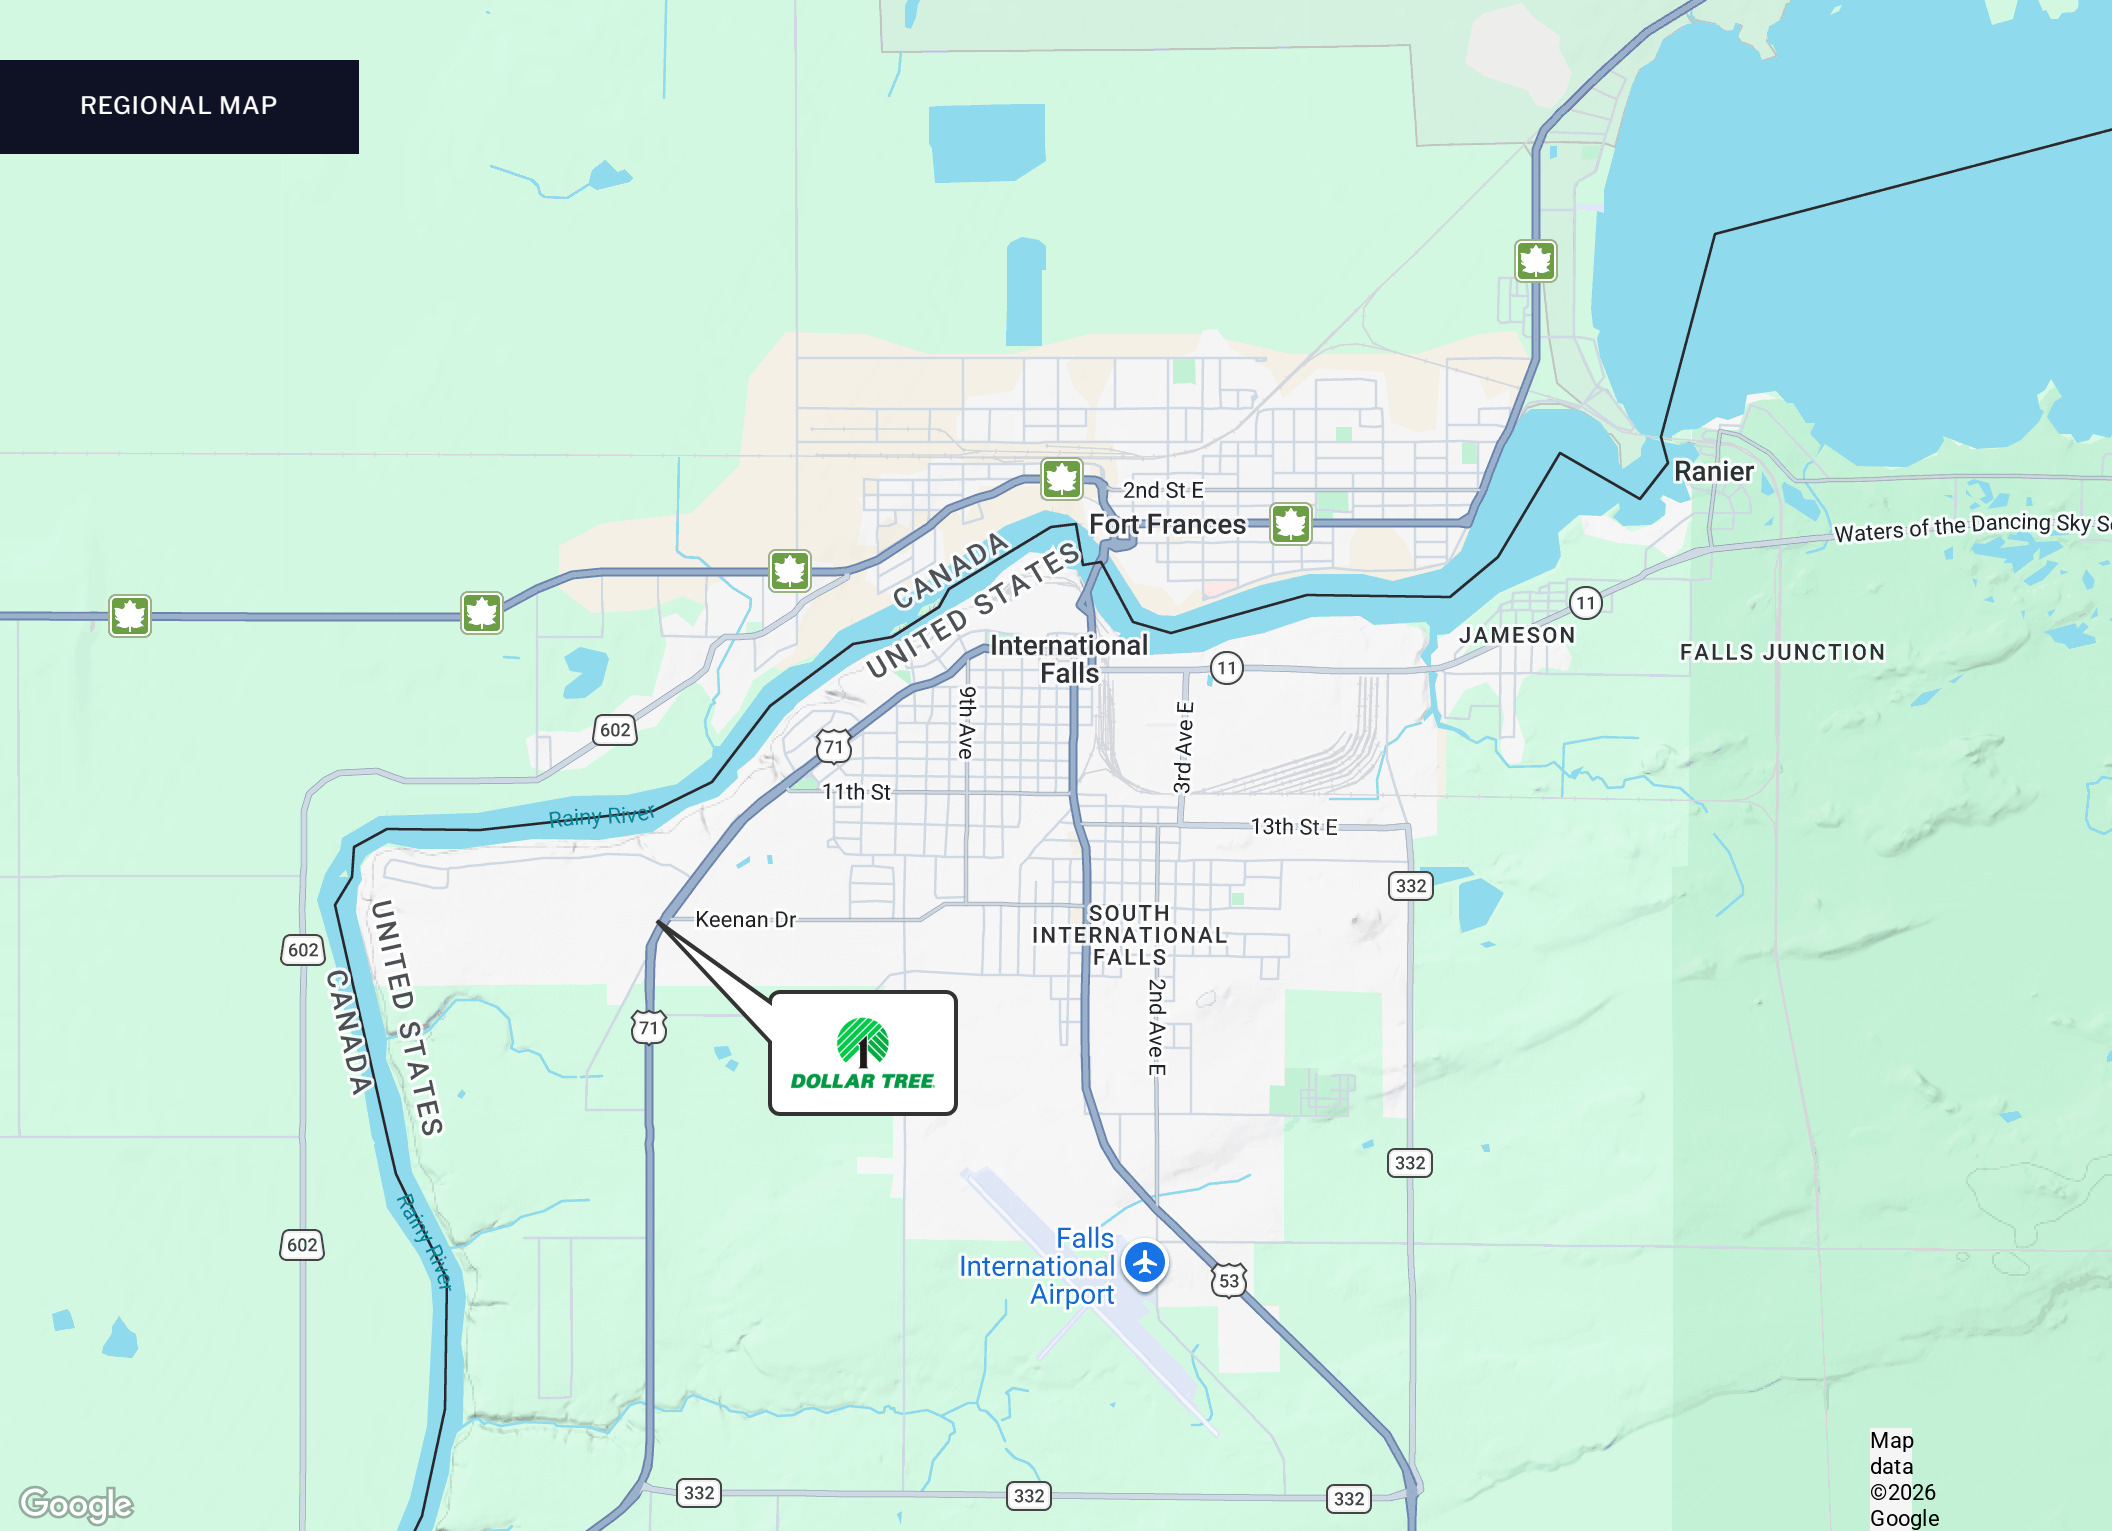 REGIONAL MAP
2nd St E
Fort Frances
Ranier
Waters of the Dancing Sky S
CANADA
UNITED STATES
11
JAMESON
FALLS JUNCTION
International
Falls
11
602
9th Ave
71
3rd Ave E
11th St
Rainy River
13th St E
332
Keenan Dr
SOUTH
INTERNATIONAL
FALLS
602
UNITED STATES
CANADA
71
2nd Ave E
DOLLAR TREE
332
Rainy River
602
Falls
International
Airport
53
332
332
332
Google
Map
data
©2026
Google